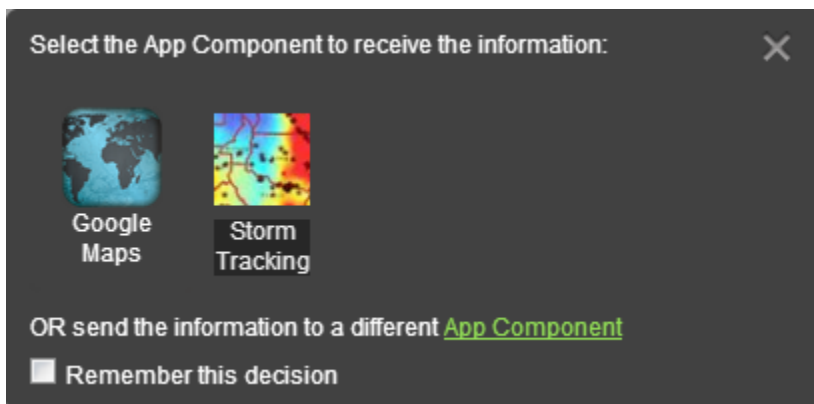 Select the App Component to receive the information:
Google
Maps
Storm
Tracking
OR send the information to a different App Component
Remember this decision